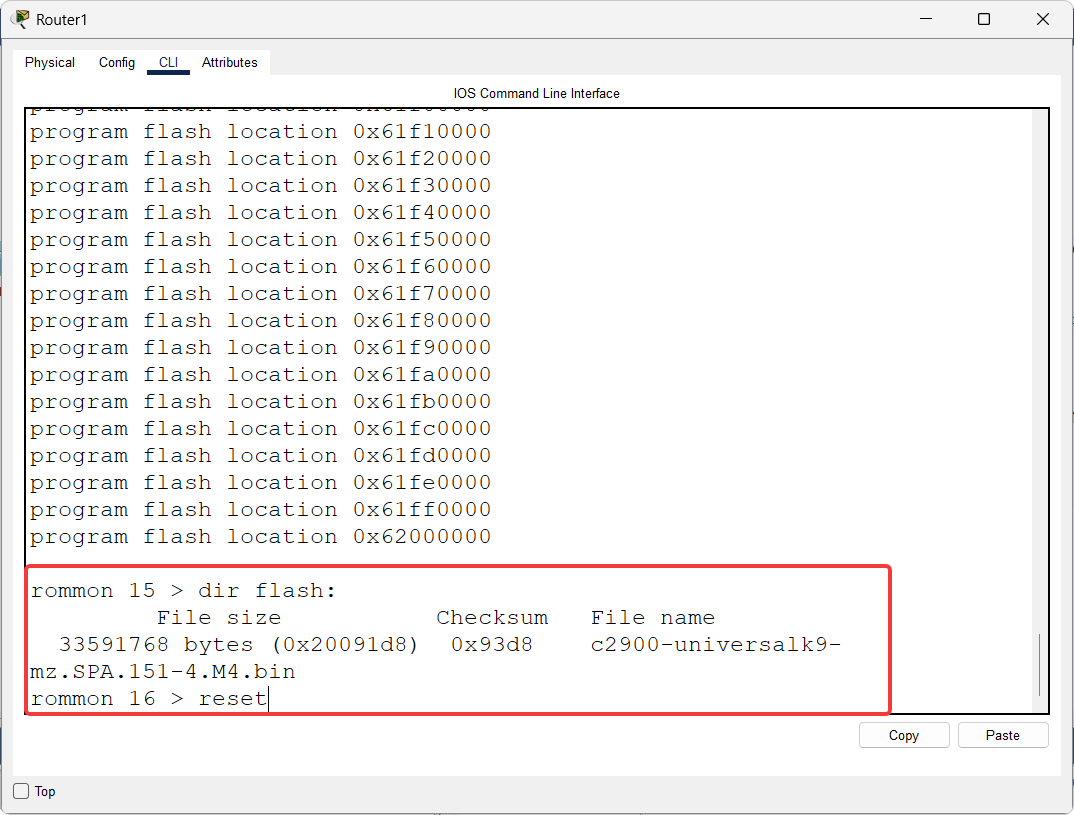 Router1
Physical Config CLI Attributes
IOS Command Line Interface
program flash location
program flash location 0x61f10000
program flash location 0x61f20000
program flash location 0x61f30000
program flash location 0x61f40000
program flash location 0x61f50000
program flash location 0x61f60000
program flash location 0x61f70000
program flash location 0x61f80000
program flash location 0x61f90000
program flash location 0x61fa0000
program flash location 0x61fb0000
program flash location 0x61fc0000
program flash location 0x61fd0000
program flash location 0x61fe0000
program flash location 0x61ff0000
program flash location 0x62000000
rommon 15 > dir flash:
File size Checksum File name
33591768 bytes (0x20091d8) 0x93d8 c2900-universalk9-
mz.SPA.151-4.M4.bin
rommon 16 > reset
Copy Paste
Top